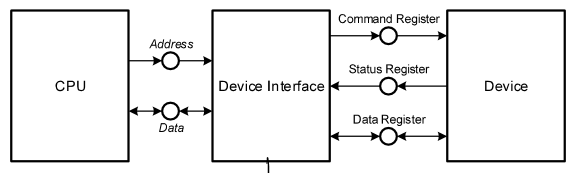 Command Register
Address
Status Register
CPU
Device Interface
Device
Data Register
Data